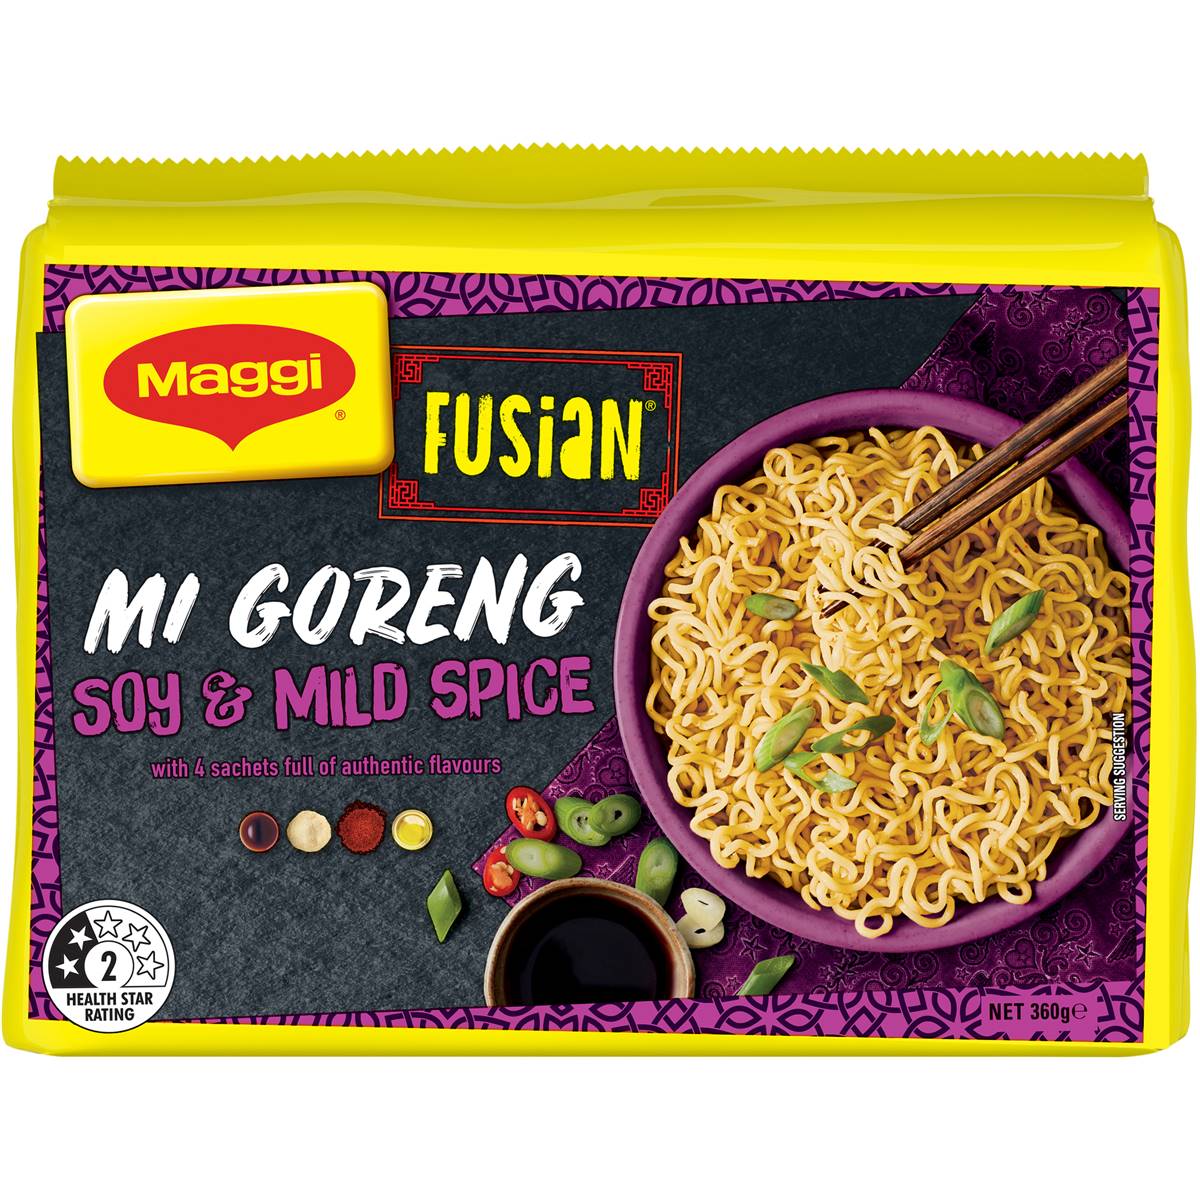 Maggi®
FUSiaN®
MI GORENG
SOY & MILD SPICE
with 4 sachets full of authentic flavours
SERVING SUGGESTION
2
HEALTH STAR
RATING
NET 360g℮